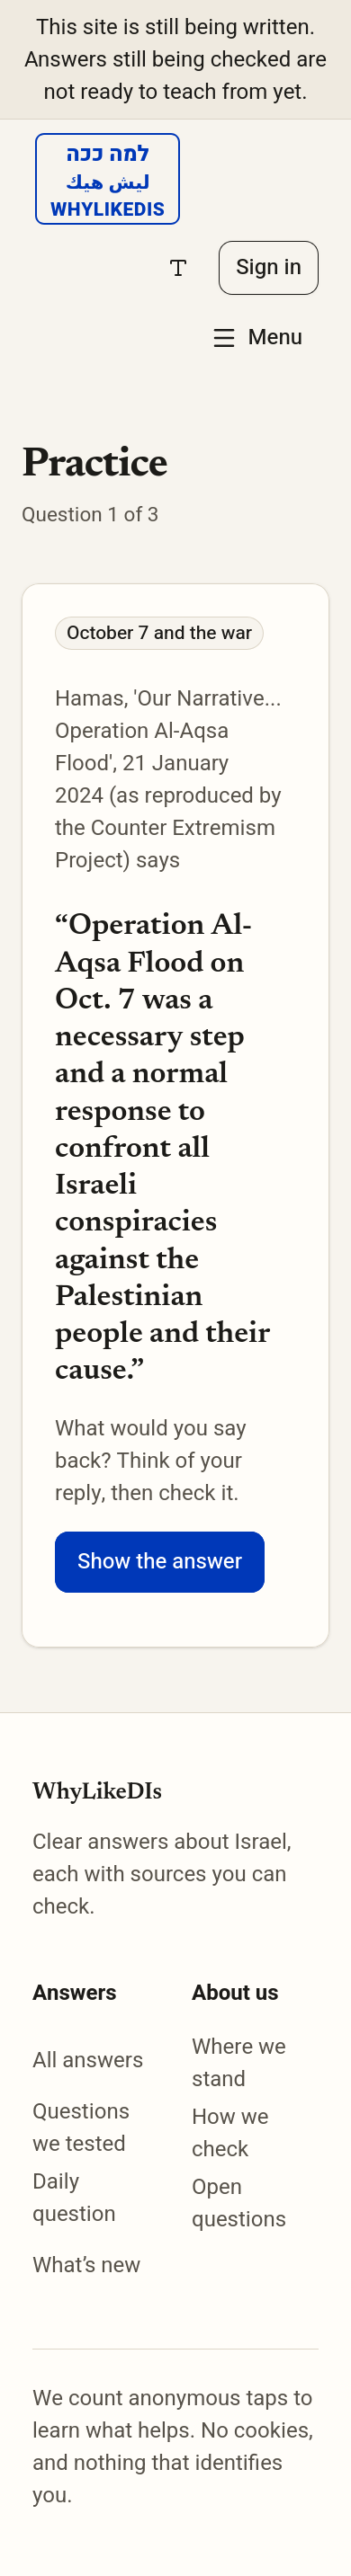 This site is still being written.
Answers still being checked are
not ready to teach from yet.
למה ככה
ليش هيك
WHYLIKEDIS
Sign in
Menu
Practice
Question 1 of 3
October 7 and the war
Hamas, 'Our Narrative...
Operation Al-Aqsa
Flood', 21 January
2024 (as reproduced by
the Counter Extremism
Project) says
“Operation Al-
Aqsa Flood on
Oct. 7 was a
necessary step
and a normal
response to
confront all
Israeli
conspiracies
against the
Palestinian
people and their
cause.”
What would you say
back? Think of your
reply, then check it.
Show the answer
WhyLikeDIs
Clear answers about Israel,
each with sources you can
check.
Answers
All answers
Questions
we tested
Daily
question
What’s new
About us
Where we
stand
How we
check
Open
questions
We count anonymous taps to
learn what helps. No cookies,
and nothing that identifies
you.